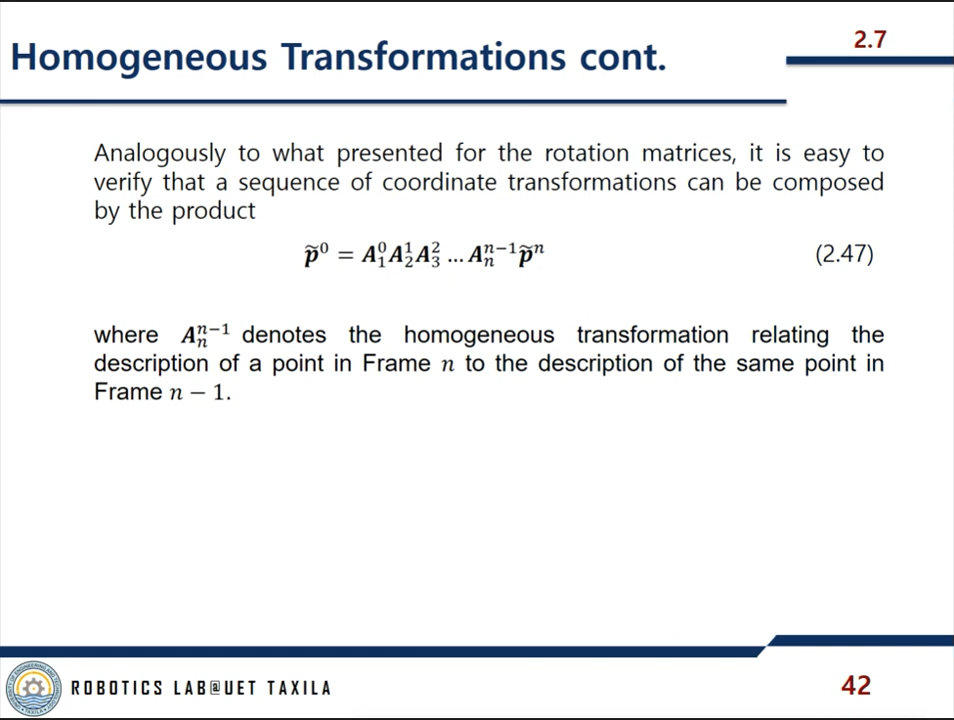 Homogeneous Transformations cont.
2.7
Analogously to what presented for the rotation matrices, it is easy to
verify that a sequence of coordinate transformations can be composed
by the product
p̃⁰ = A₁⁰A₂¹A₃² … Aₙⁿ⁻¹p̃ⁿ (2.47)
where Aₙⁿ⁻¹ denotes the homogeneous transformation relating the
description of a point in Frame n to the description of the same point in
Frame n − 1.
ROBOTICS LAB@UET TAXILA
42